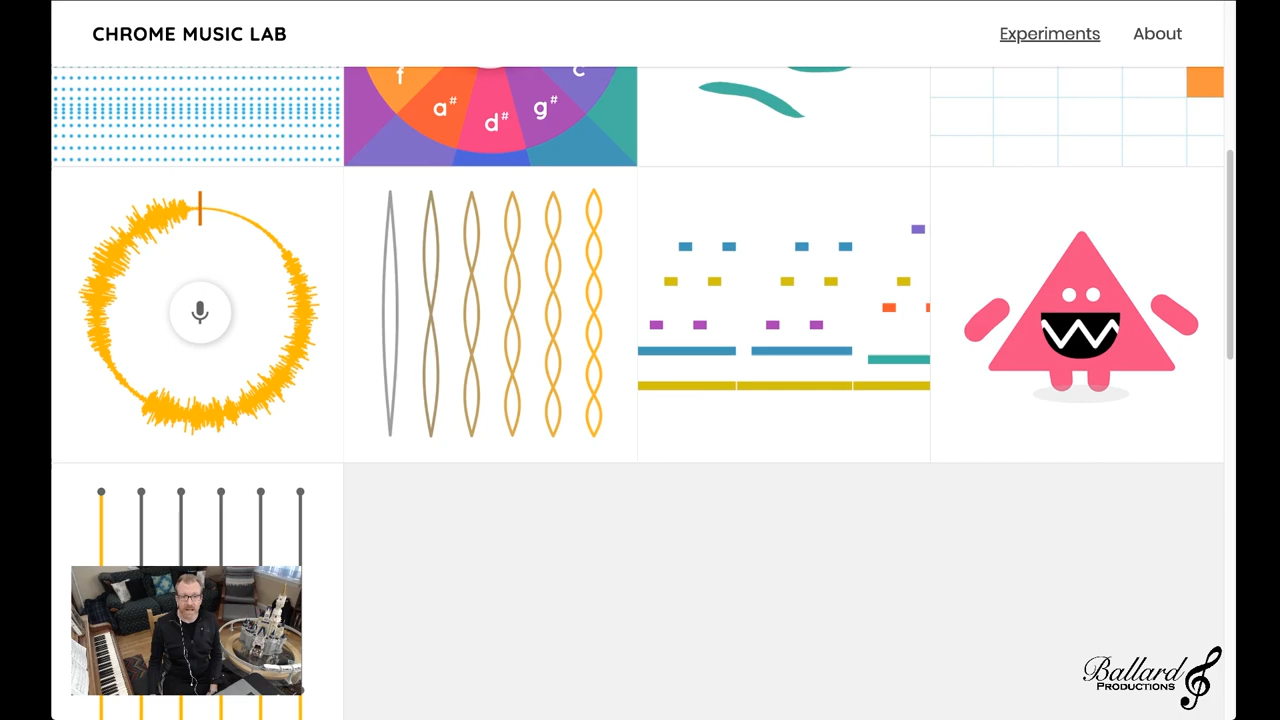 CHROME MUSIC LAB
Experiments
About
f
c
a#
g#
d#
Ballard
PRODUCTIONS